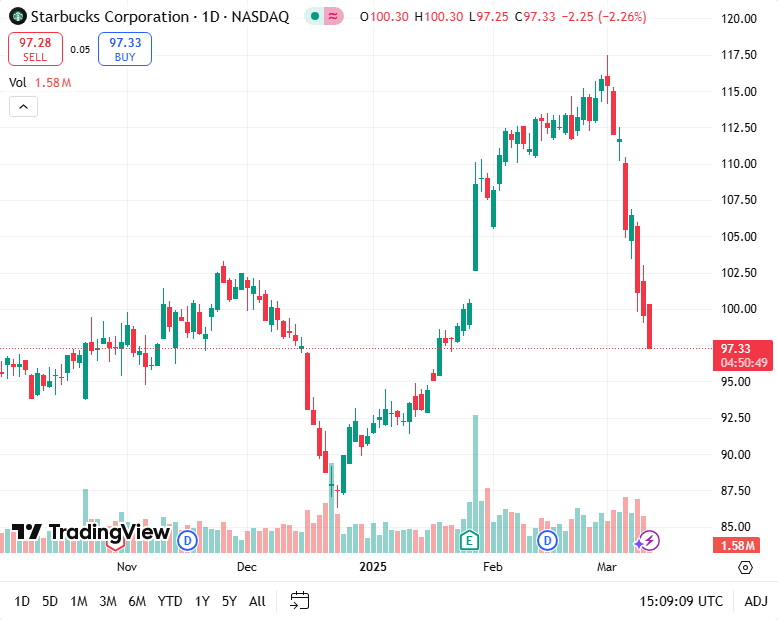 Starbucks Corporation · 1D · NASDAQ ≈ O100.30 H100.30 L97.25 C97.33 −2.25 (−2.26%)
97.28 SELL 0.05 97.33 BUY
Vol 1.58M
120.00
117.50
115.00
112.50
110.00
107.50
105.00
102.50
100.00
97.33
04:50:49
95.00
92.50
90.00
87.50
85.00
1.58M
TradingView D E D
Nov Dec 2025 Feb Mar
1D 5D 1M 3M 6M YTD 1Y 5Y All 15:09:09 UTC ADJ